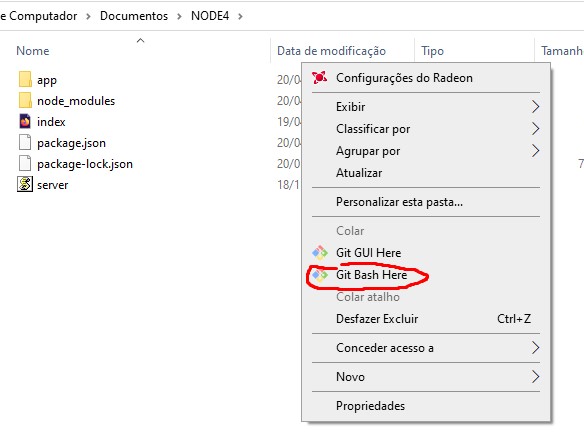 e Computador > Documentos > NODE4 >
Nome Data de modificação Tipo Tamanho
app 20/0
node_modules 20/0
index 19/0
package.json 20/0
package-lock.json 20/0 7
server 18/1
Configurações do Radeon
Exibir
Classificar por
Agrupar por
Atualizar
Personalizar esta pasta...
Colar
Git GUI Here
Git Bash Here
Colar atalho
Desfazer Excluir Ctrl+Z
Conceder acesso a
Novo
Propriedades